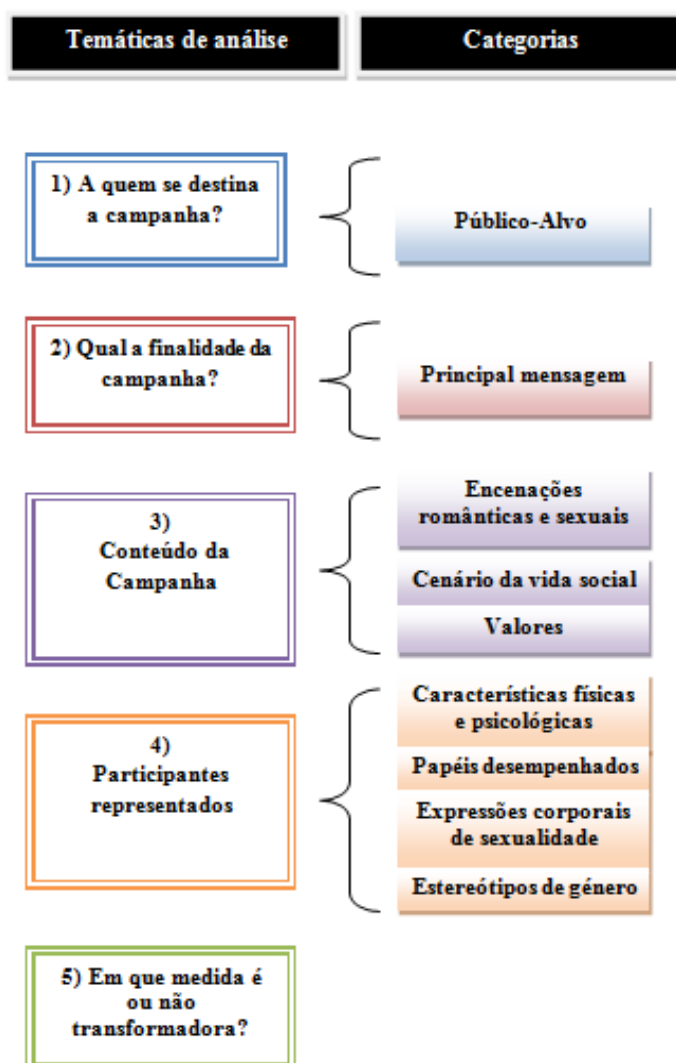 Temáticas de análise
Categorias
1) A quem se destina
a campanha?
Público-Alvo
2) Qual a finalidade da
campanha?
Principal mensagem
3)
Conteúdo da
Campanha
Encenações
românticas e sexuais
Cenário da vida social
Valores
4)
Participantes
representados
Características físicas
e psicológicas
Papéis desempenhados
Expressões corporais
de sexualidade
Estereótipos de género
5) Em que medida é
ou não
transformadora?